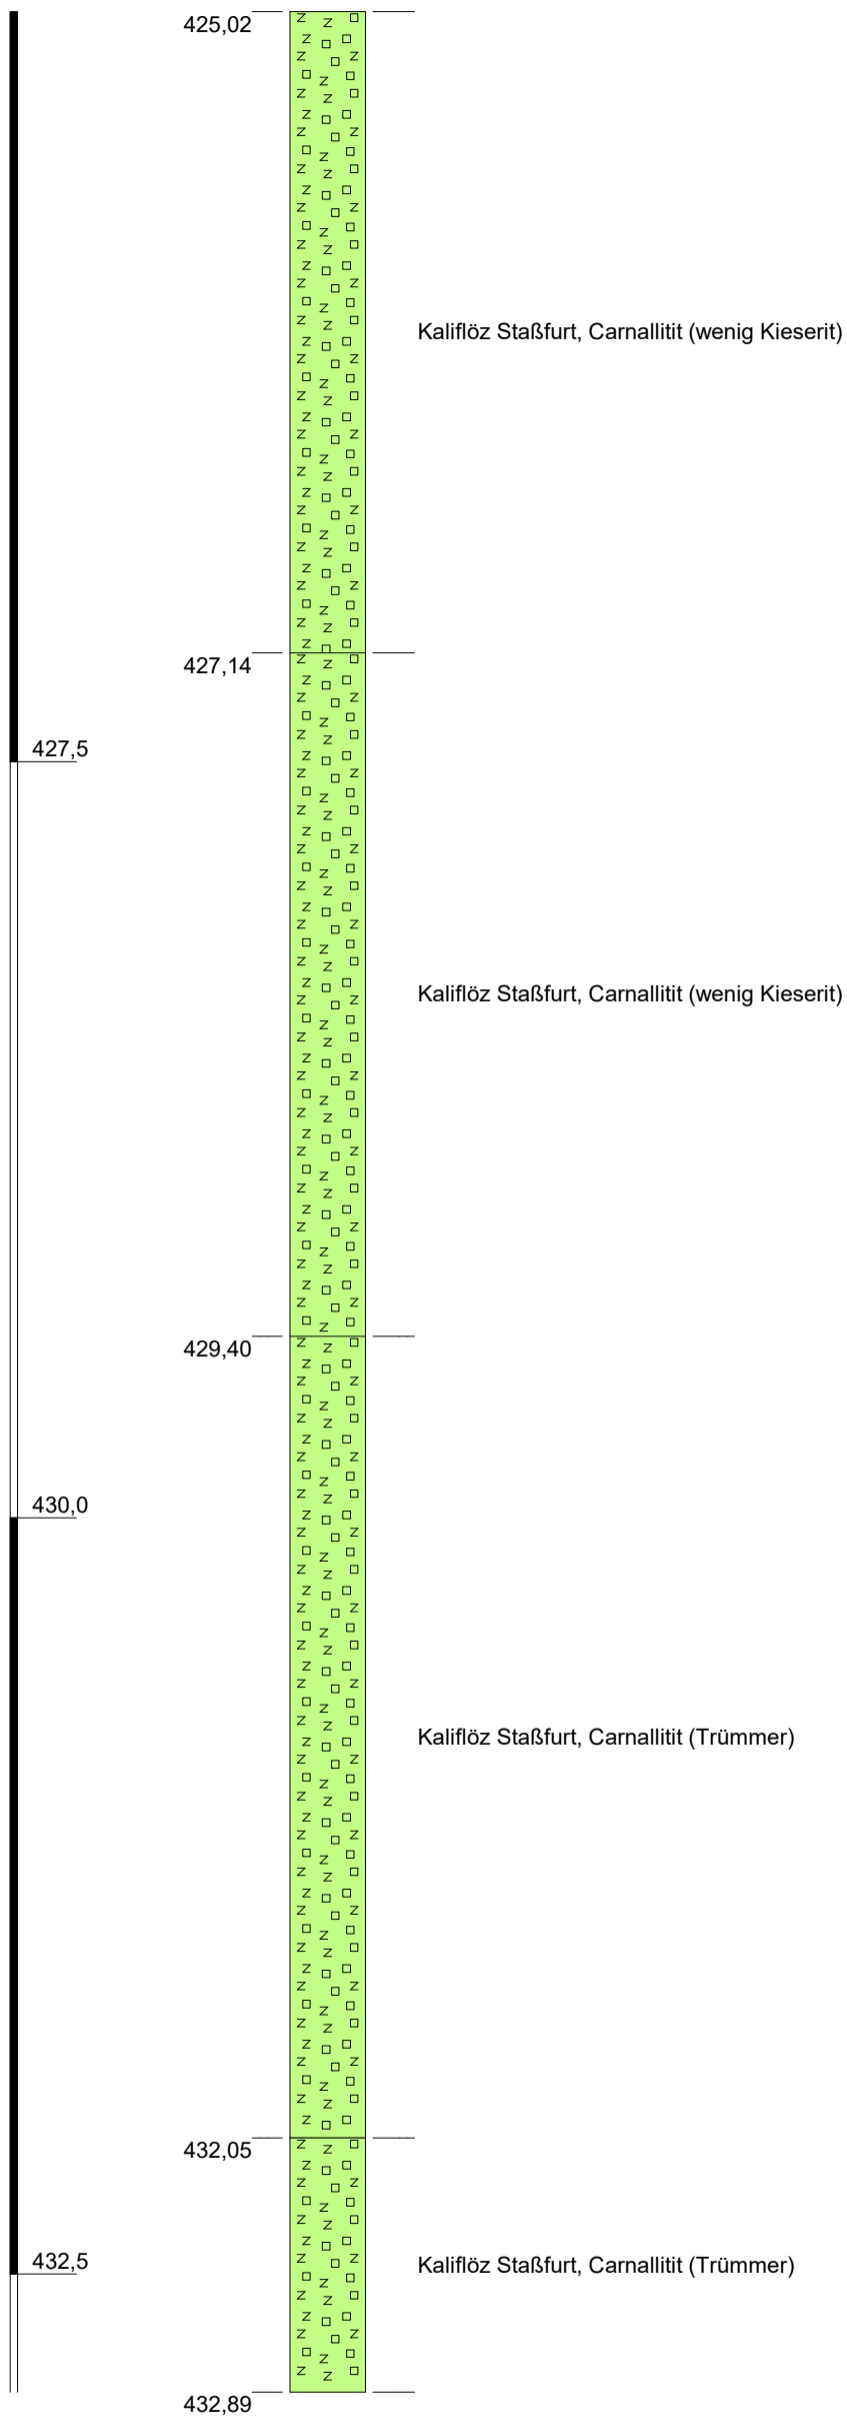 425,02
Kaliflöz Staßfurt, Carnallitit (wenig Kieserit)
427,14
427,5
Kaliflöz Staßfurt, Carnallitit (wenig Kieserit)
429,40
430,0
Kaliflöz Staßfurt, Carnallitit (Trümmer)
432,05
432,5
Kaliflöz Staßfurt, Carnallitit (Trümmer)
432,89